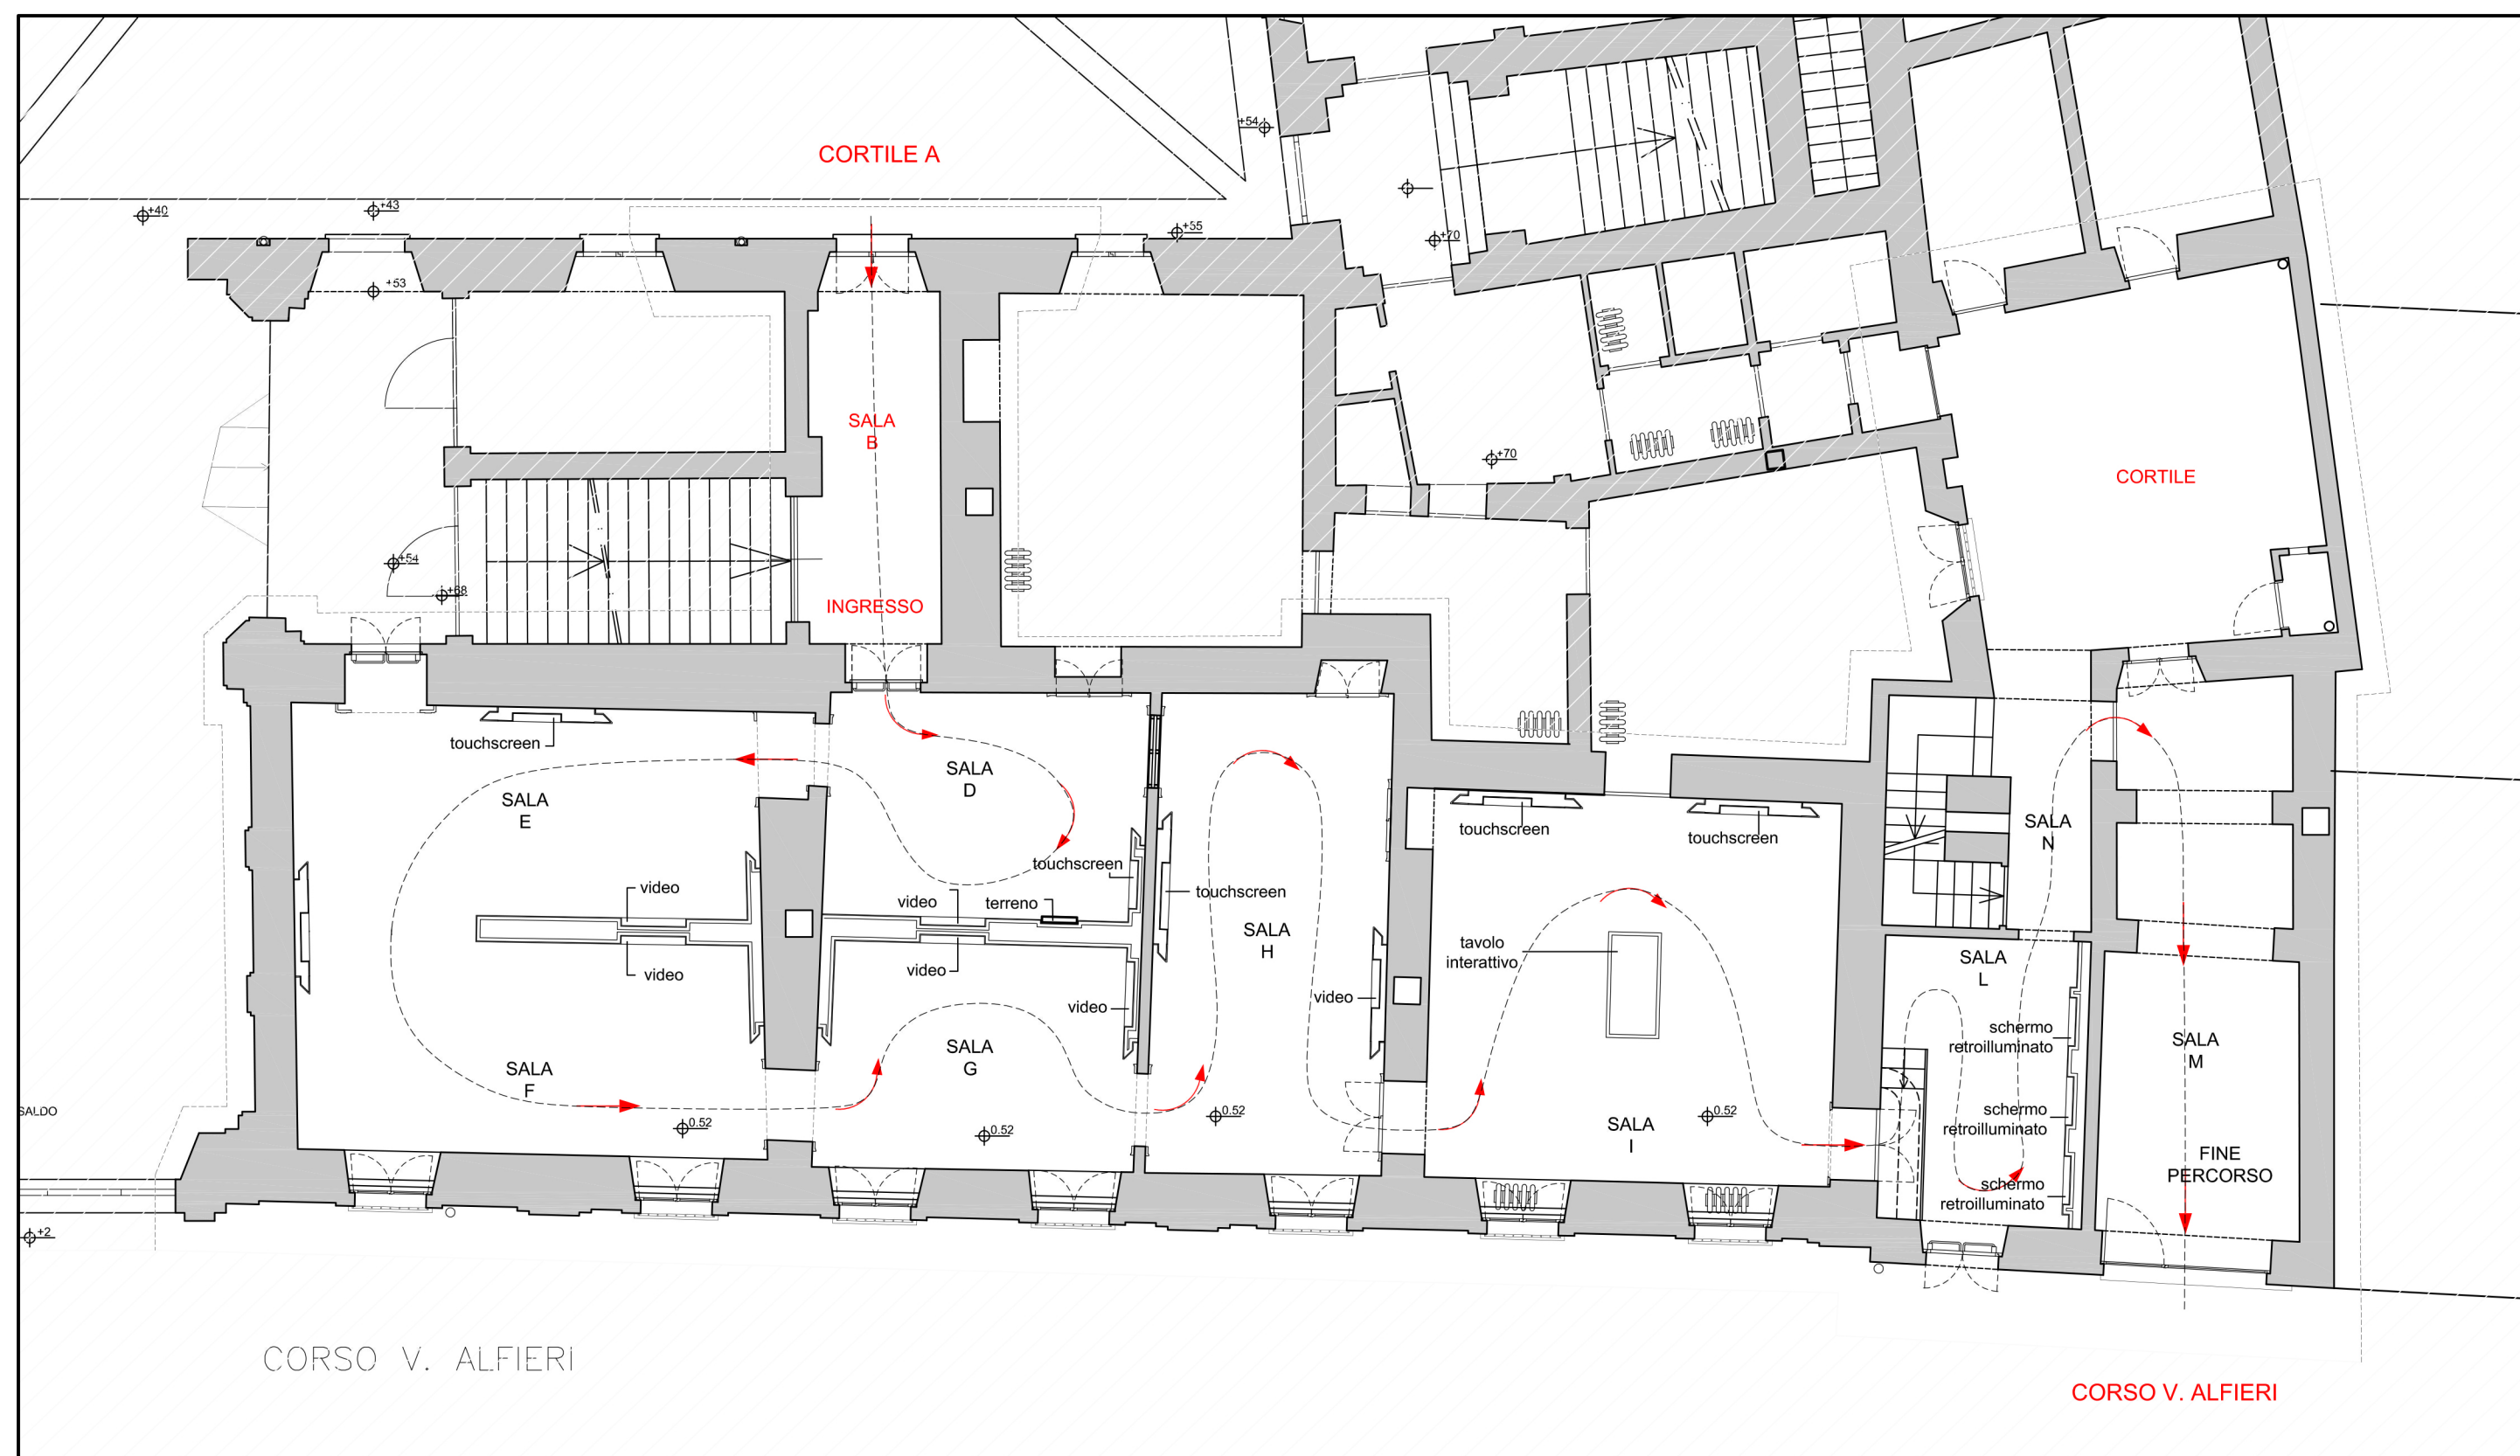 CORTILE A
+54
+40
+43
+55
+70
+53
SALA
B
+70
CORTILE
+54
+68
INGRESSO
touchscreen
SALA
D
SALA
E
touchscreen
touchscreen
SALA
N
touchscreen
touchscreen
video
video
terreno
touchscreen
SALA
H
tavolo
interattivo
SALA
L
video
video
video
video
schermo
retroilluminato
SALA
M
SALA
G
SALA
F
SALDO
0.52
0.52
0.52
0.52
SALA
I
schermo
retroilluminato
FINE
PERCORSO
schermo
retroilluminato
+2
CORSO V. ALFIERI
CORSO V. ALFIERI